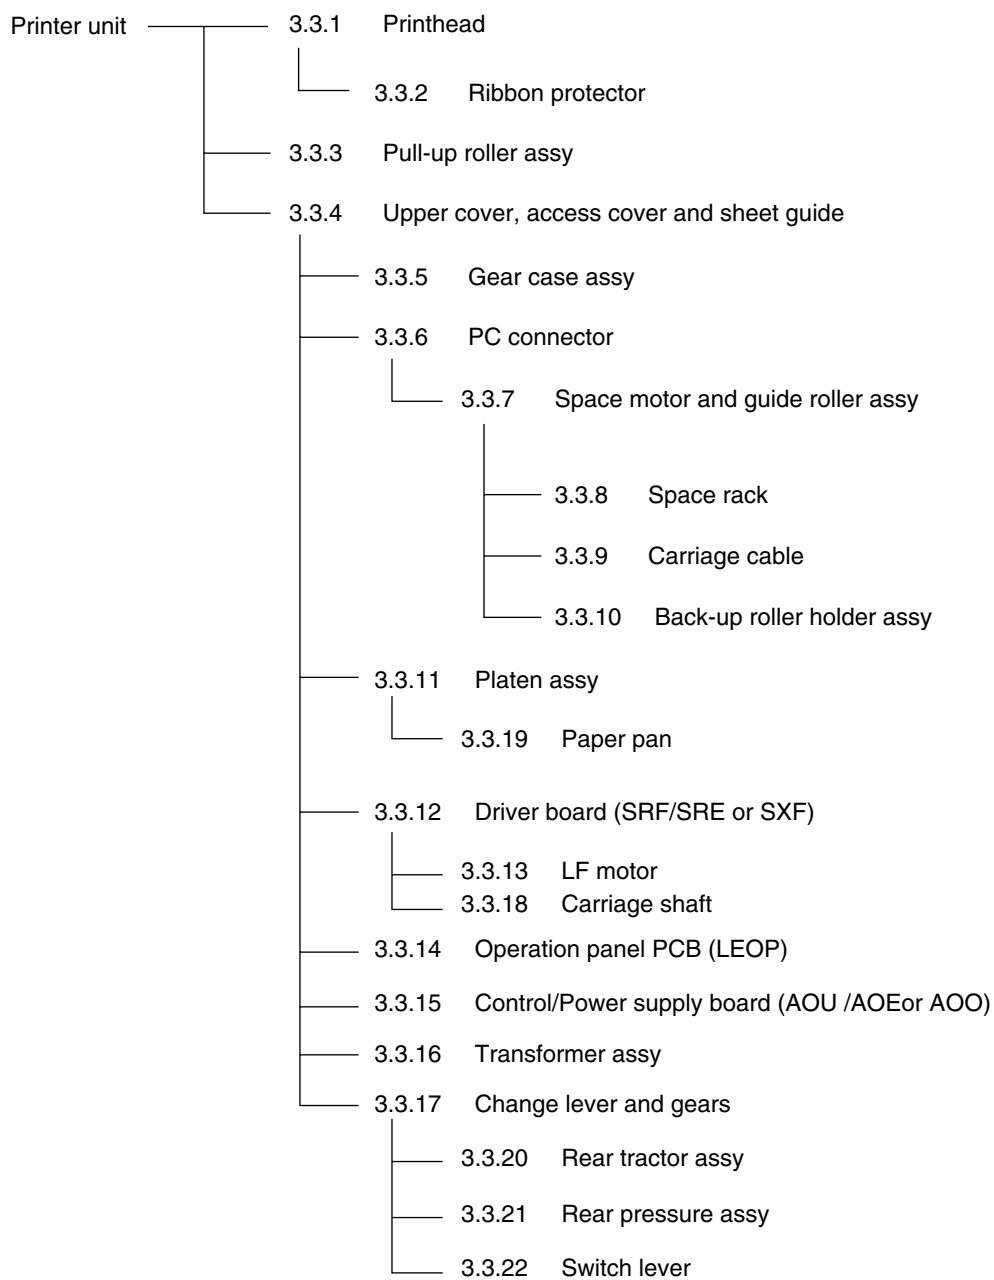 Printer unit 3.3.1 Printhead
3.3.2 Ribbon protector
3.3.3 Pull-up roller assy
3.3.4 Upper cover, access cover and sheet guide
3.3.5 Gear case assy
3.3.6 PC connector
3.3.7 Space motor and guide roller assy
3.3.8 Space rack
3.3.9 Carriage cable
3.3.10 Back-up roller holder assy
3.3.11 Platen assy
3.3.19 Paper pan
3.3.12 Driver board (SRF/SRE or SXF)
3.3.13 LF motor
3.3.18 Carriage shaft
3.3.14 Operation panel PCB (LEOP)
3.3.15 Control/Power supply board (AOU /AOEor AOO)
3.3.16 Transformer assy
3.3.17 Change lever and gears
3.3.20 Rear tractor assy
3.3.21 Rear pressure assy
3.3.22 Switch lever